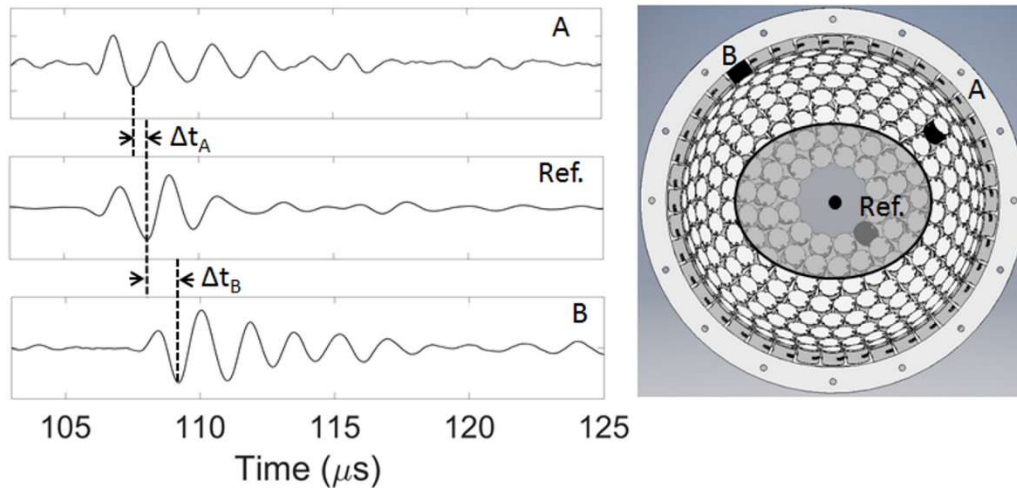 A
Δt_A
Ref.
Δt_B
B
105 110 115 120 125
Time (μs)
B
A
Ref.